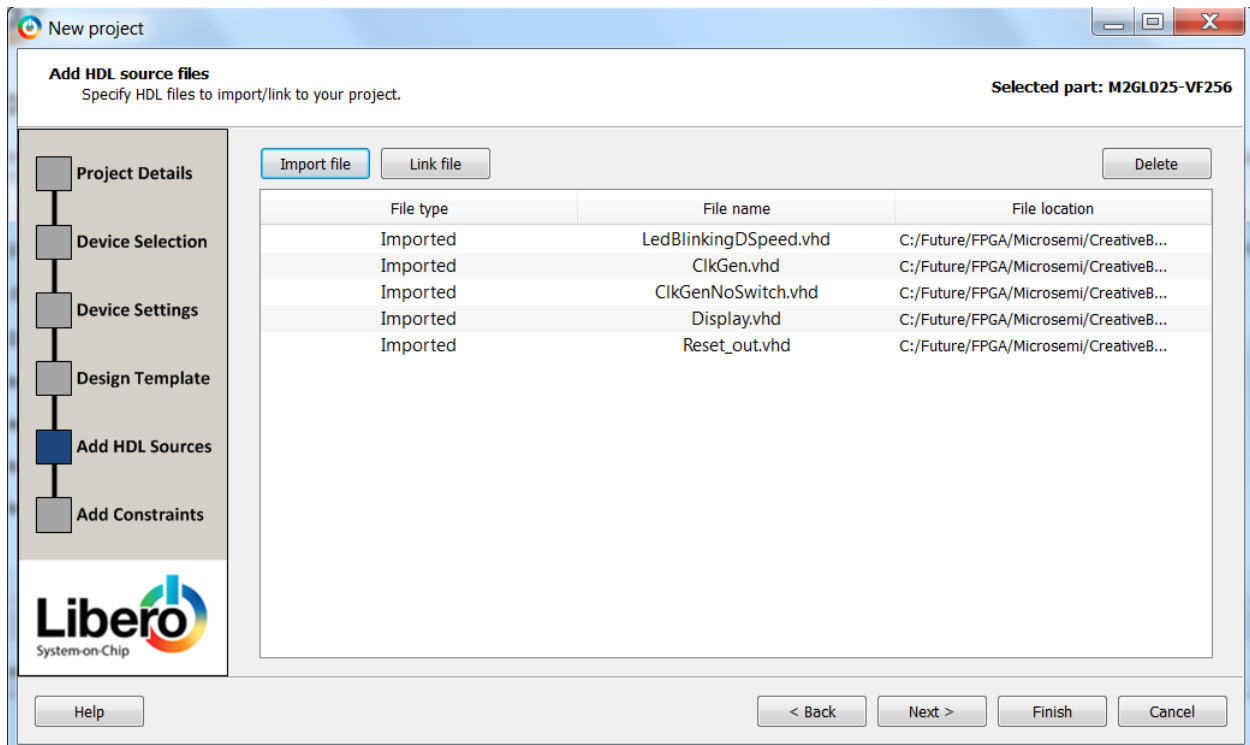 New project
Add HDL source files
Specify HDL files to import/link to your project.
Selected part: M2GL025-VF256
Project Details
Device Selection
Device Settings
Design Template
Add HDL Sources
Add Constraints
Libero
System-on-Chip
Import file Link file Delete
File type File name File location
Imported LedBlinkingDSpeed.vhd C:/Future/FPGA/Microsemi/CreativeB...
Imported ClkGen.vhd C:/Future/FPGA/Microsemi/CreativeB...
Imported ClkGenNoSwitch.vhd C:/Future/FPGA/Microsemi/CreativeB...
Imported Display.vhd C:/Future/FPGA/Microsemi/CreativeB...
Imported Reset_out.vhd C:/Future/FPGA/Microsemi/CreativeB...
Help < Back Next > Finish Cancel